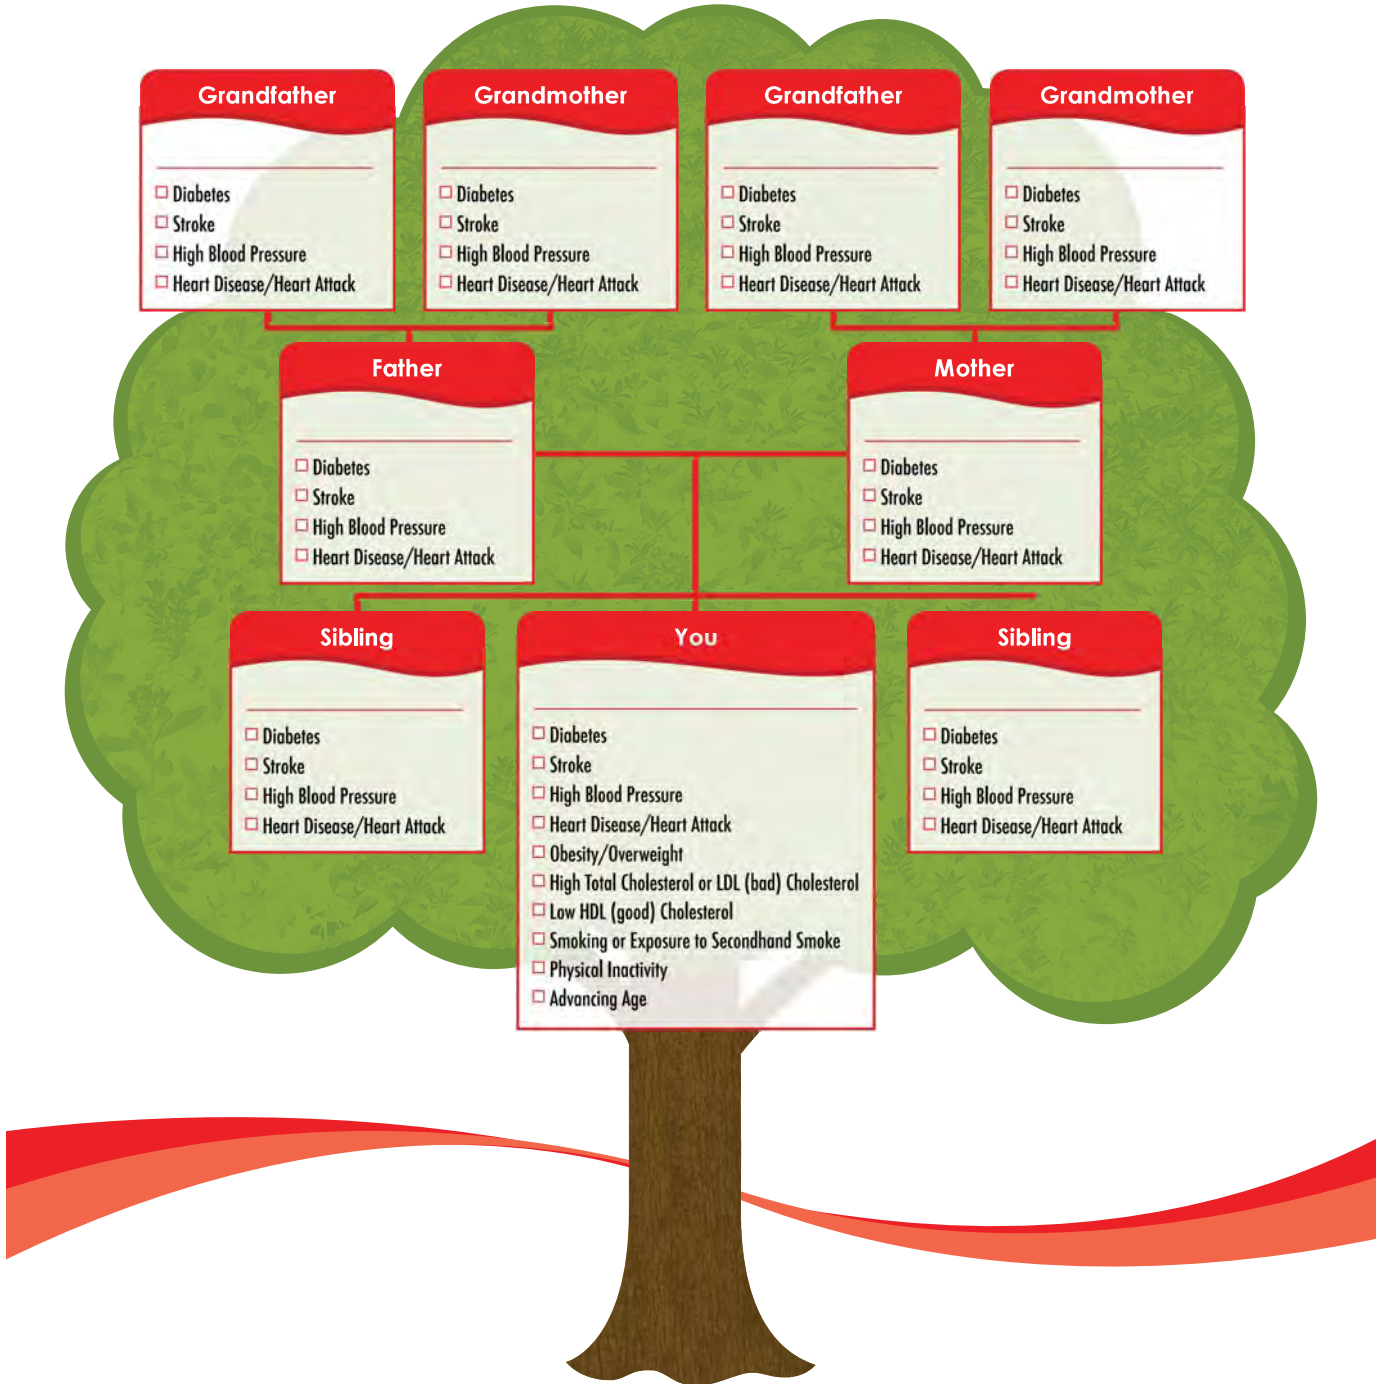 Grandfather
☐ Diabetes
☐ Stroke
☐ High Blood Pressure
☐ Heart Disease/Heart Attack
Grandmother
☐ Diabetes
☐ Stroke
☐ High Blood Pressure
☐ Heart Disease/Heart Attack
Grandfather
☐ Diabetes
☐ Stroke
☐ High Blood Pressure
☐ Heart Disease/Heart Attack
Grandmother
☐ Diabetes
☐ Stroke
☐ High Blood Pressure
☐ Heart Disease/Heart Attack
Father
☐ Diabetes
☐ Stroke
☐ High Blood Pressure
☐ Heart Disease/Heart Attack
Mother
☐ Diabetes
☐ Stroke
☐ High Blood Pressure
☐ Heart Disease/Heart Attack
Sibling
☐ Diabetes
☐ Stroke
☐ High Blood Pressure
☐ Heart Disease/Heart Attack
You
☐ Diabetes
☐ Stroke
☐ High Blood Pressure
☐ Heart Disease/Heart Attack
☐ Obesity/Overweight
☐ High Total Cholesterol or LDL (bad) Cholesterol
☐ Low HDL (good) Cholesterol
☐ Smoking or Exposure to Secondhand Smoke
☐ Physical Inactivity
☐ Advancing Age
Sibling
☐ Diabetes
☐ Stroke
☐ High Blood Pressure
☐ Heart Disease/Heart Attack